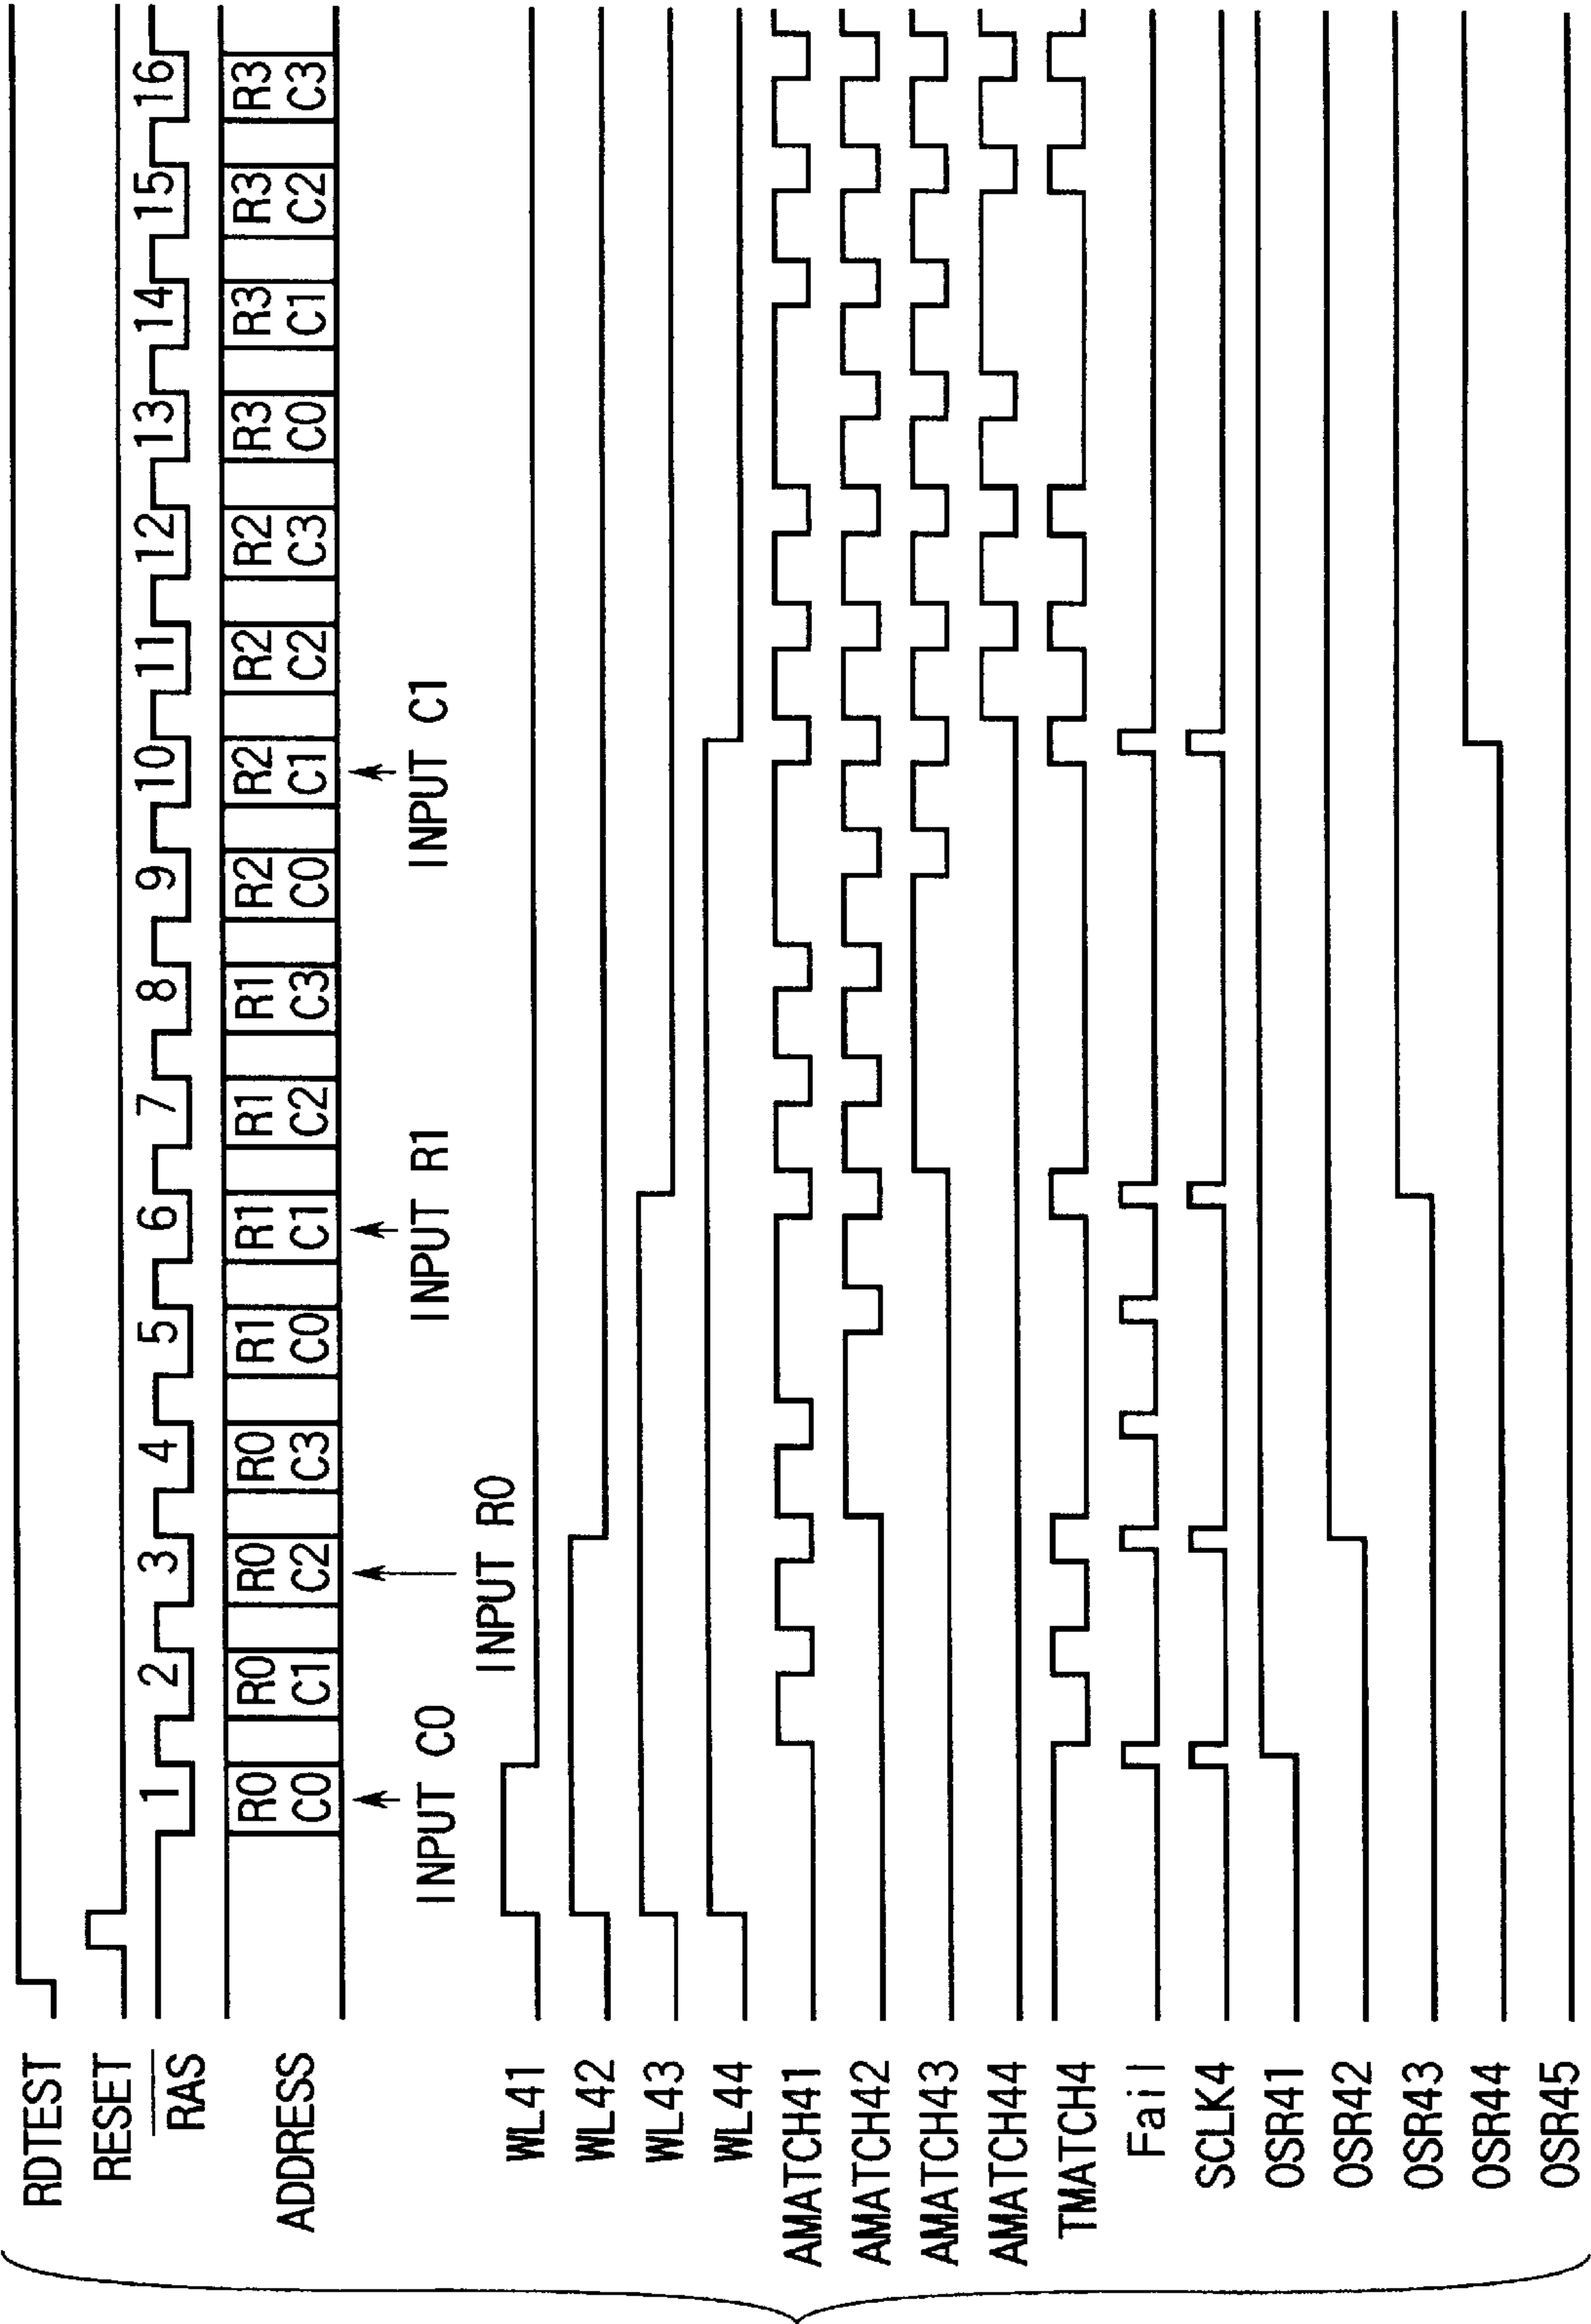 RDTEST
RESET
RAS
1 2 3 4 5 6 7 8 9 10 11 12 13 14 15 16
ADDRESS
R0 R0 R0 R0 R1 R1 R1 R1 R2 R2 R2 R2 R3 R3 R3 R3
C0 C1 C2 C3 C0 C1 C2 C3 C0 C1 C2 C3 C0 C1 C2 C3
INPUT C0 INPUT R1 INPUT C1
INPUT R0
WL41
WL42
WL43
WL44
AMATCH41
AMATCH42
AMATCH43
AMATCH44
TMATCH4
Fail
SCLK4
OSR41
OSR42
OSR43
OSR44
OSR45